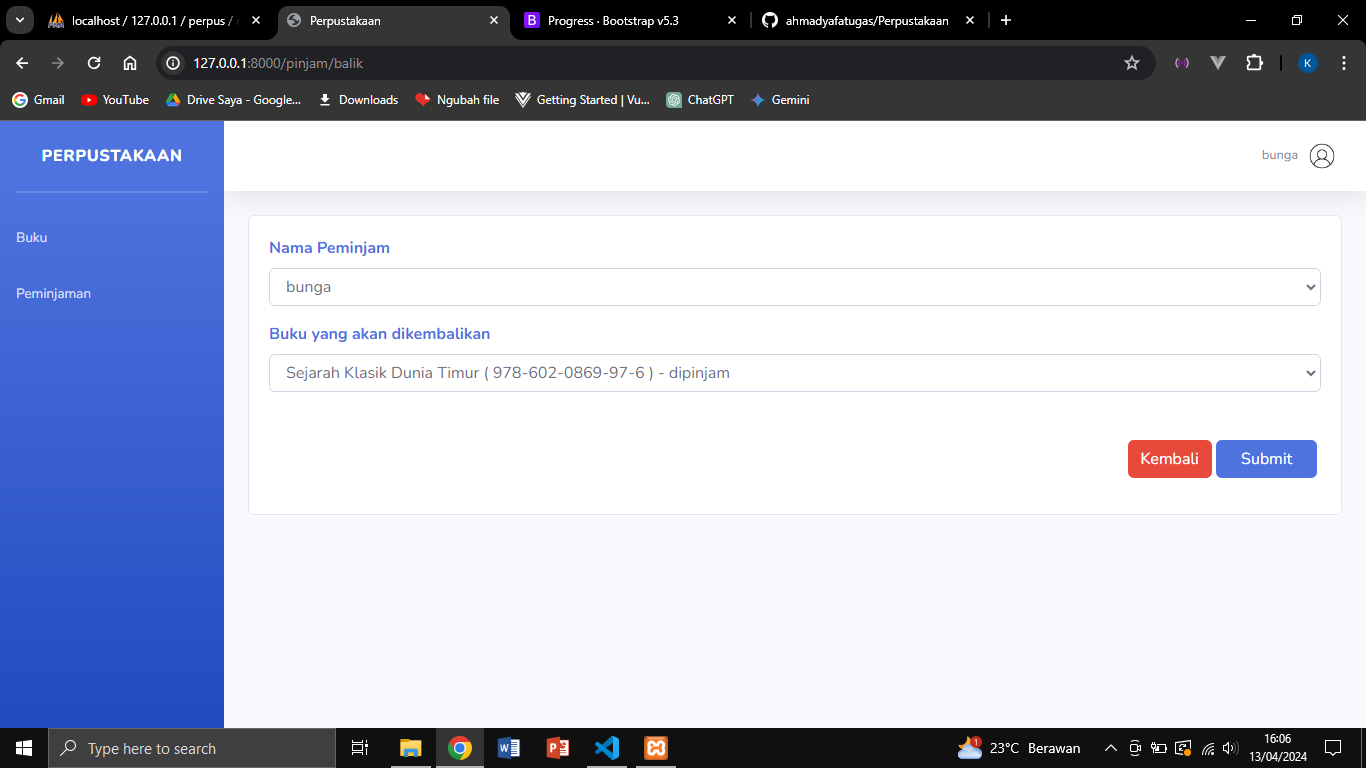 localhost / 127.0.0.1 / perpus /
Perpustakaan
Progress · Bootstrap v5.3
ahmadyafatugas/Perpustakaan
127.0.0.1:8000/pinjam/balik
K
Gmail
YouTube
Drive Saya - Google...
Downloads
Ngubah file
Getting Started | Vu...
ChatGPT
Gemini
PERPUSTAKAAN
bunga
Buku
Peminjaman
Nama Peminjam
bunga
Buku yang akan dikembalikan
Sejarah Klasik Dunia Timur ( 978-602-0869-97-6 ) - dipinjam
Kembali
Submit
Type here to search
1
23°C Berawan
16:06
13/04/2024